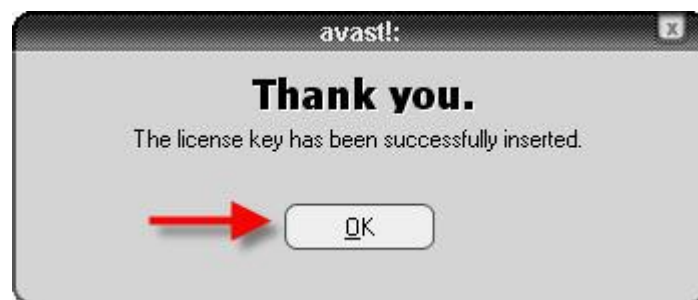 avast!:
x
Thank you.
The license key has been successfully inserted.
OK